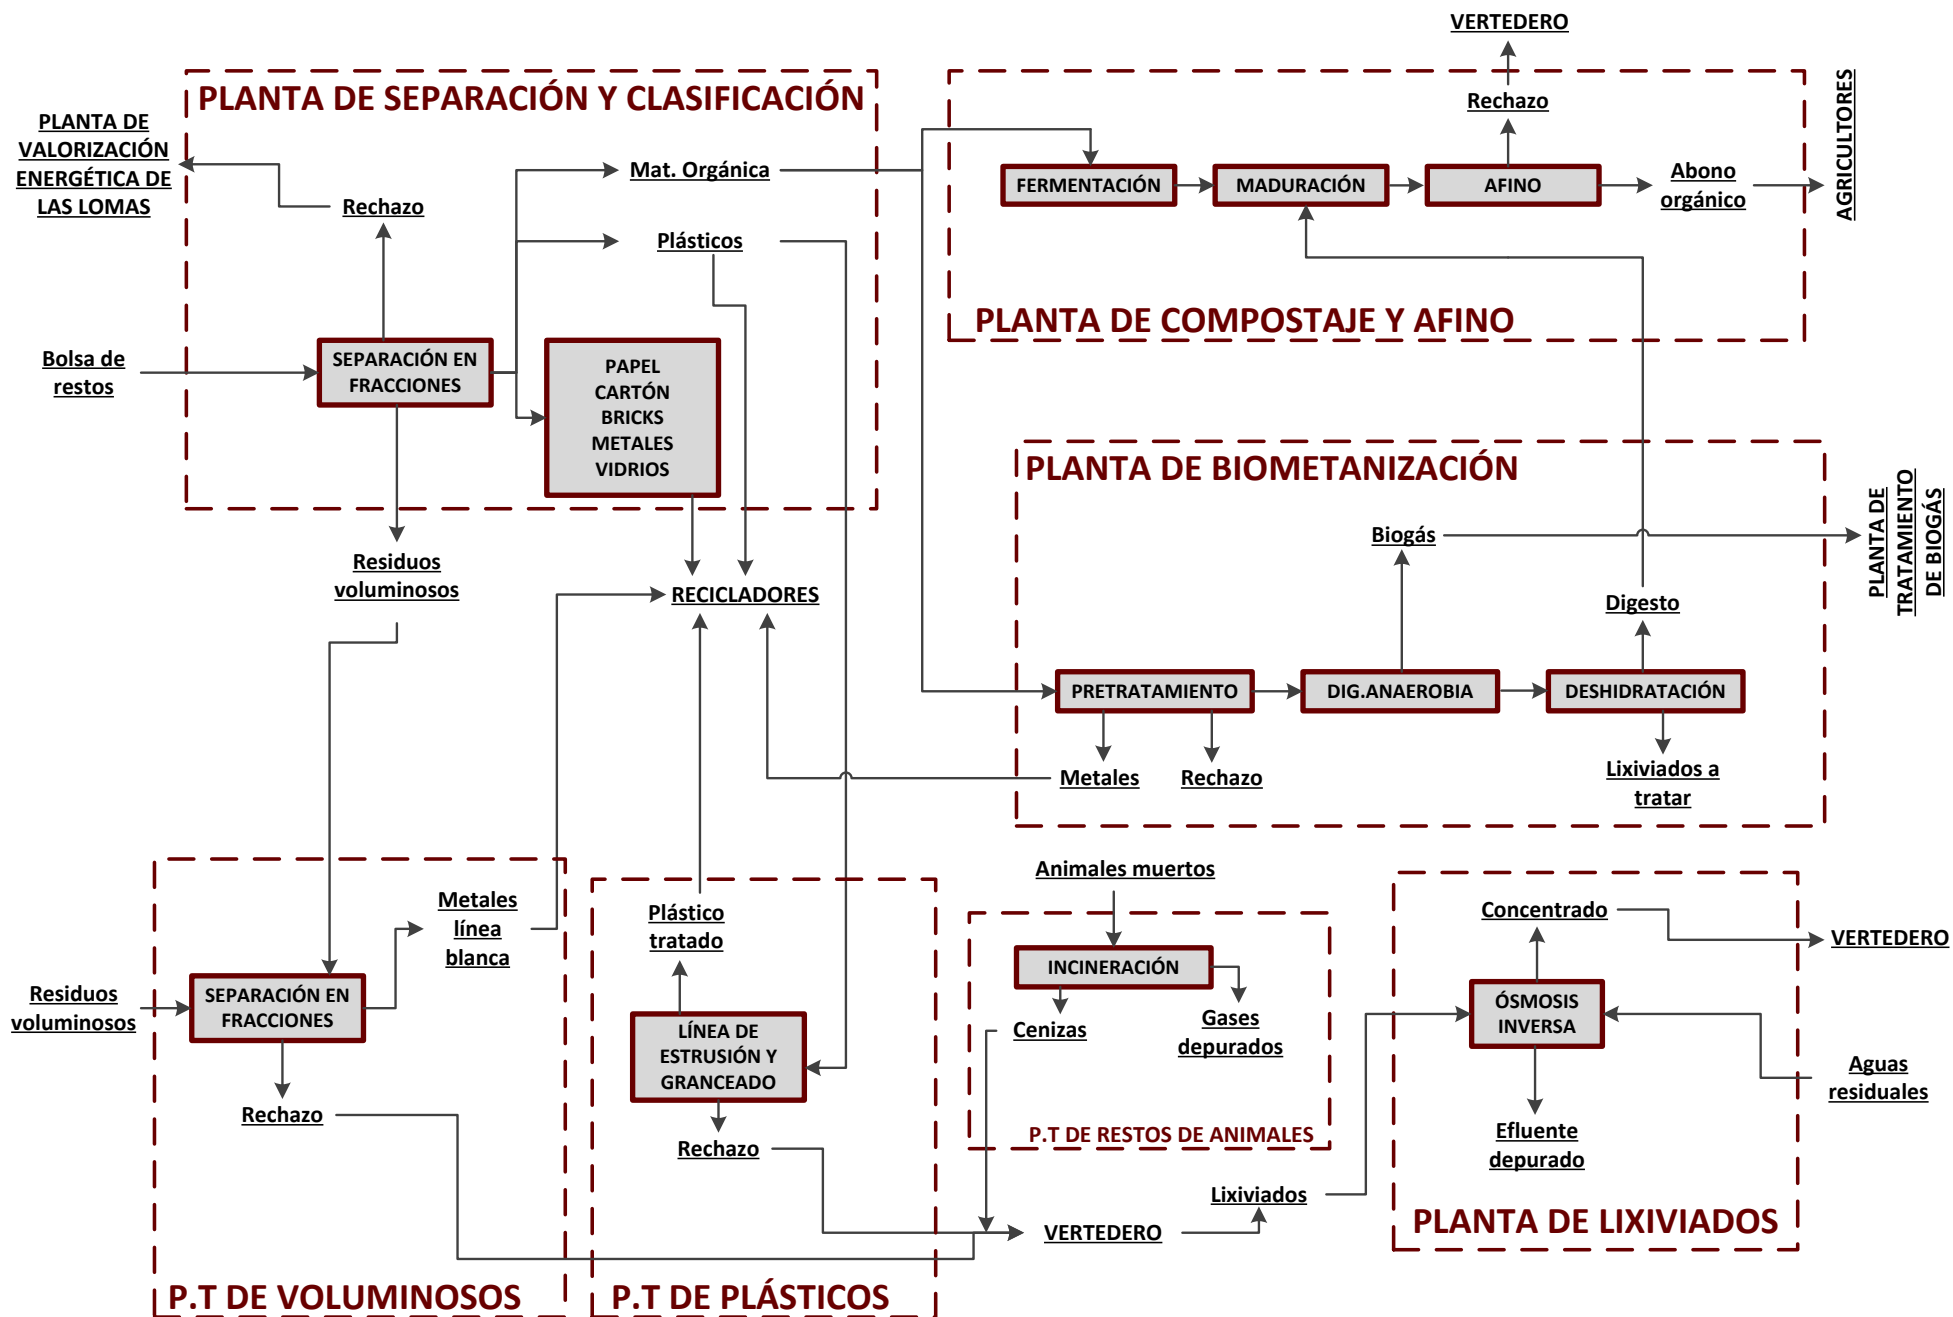 VERTEDERO
PLANTA DE SEPARACIÓN Y CLASIFICACIÓN
PLANTA DE
VALORIZACIÓN
ENERGÉTICA DE
LAS LOMAS
Rechazo
Mat. Orgánica
Plásticos
Bolsa de
restos
SEPARACIÓN EN
FRACCIONES
PAPEL
CARTÓN
BRICKS
METALES
VIDRIOS
Residuos
voluminosos
RECICLADORES
Rechazo
FERMENTACIÓN
MADURACIÓN
AFINO
Abono
orgánico
AGRICULTORES
PLANTA DE COMPOSTAJE Y AFINO
PLANTA DE BIOMETANIZACIÓN
Biogás
PLANTA DE
TRATAMIENTO
DE BIOGÁS
Digesto
PRETRATAMIENTO
DIG.ANAEROBIA
DESHIDRATACIÓN
Metales
Rechazo
Lixiviados a
tratar
Metales
línea
blanca
Residuos
voluminosos
SEPARACIÓN EN
FRACCIONES
Rechazo
P.T DE VOLUMINOSOS
Plástico
tratado
LÍNEA DE
ESTRUSIÓN Y
GRANCEADO
Rechazo
P.T DE PLÁSTICOS
Animales muertos
INCINERACIÓN
Cenizas
Gases
depurados
P.T DE RESTOS DE ANIMALES
VERTEDERO
Lixiviados
Concentrado
VERTEDERO
ÓSMOSIS
INVERSA
Aguas
residuales
Efluente
depurado
PLANTA DE LIXIVIADOS